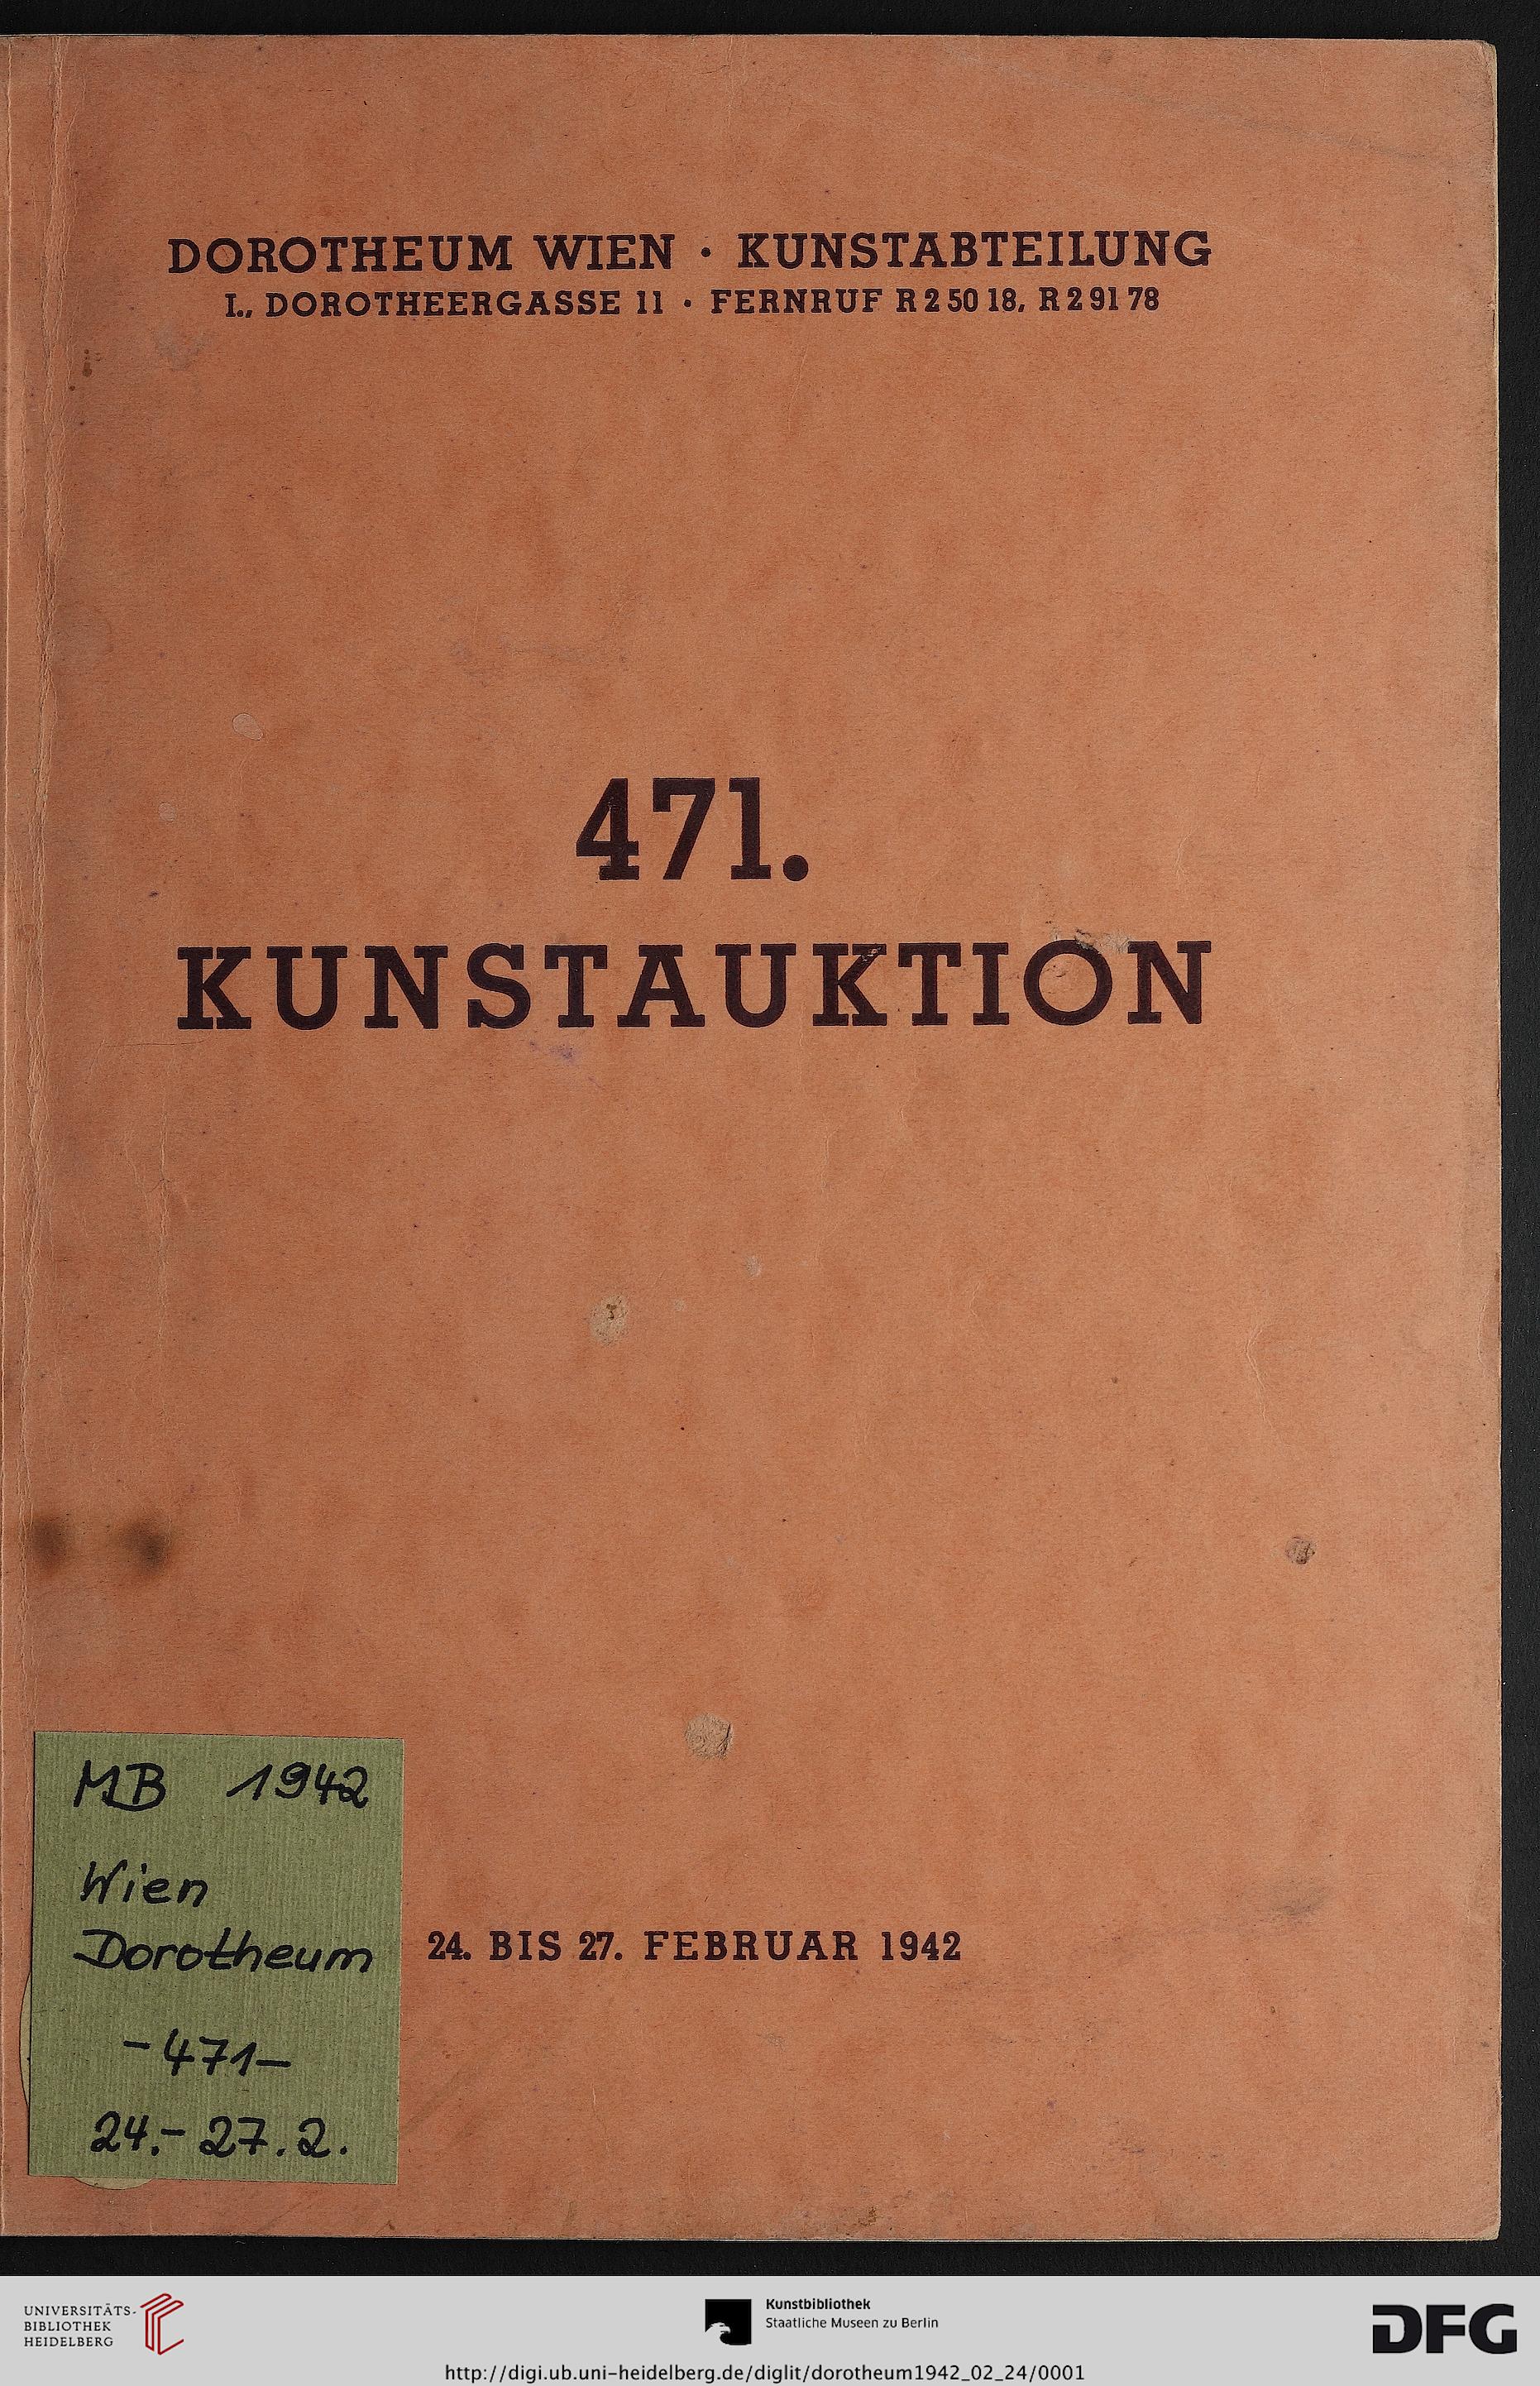 DOROTHEUM WIEN · KUNSTABTEILUNG
I., DOROTHEERGASSE 11 · FERNRUF R 2 50 18, R 2 91 78
471.
KUNSTAUKTION
24. BIS 27. FEBRUAR 1942
MB 1942
Wien
Dorotheum
-471-
24.- 27.2.
UNIVERSITÄTS-
BIBLIOTHEK
HEIDELBERG
Kunstbibliothek
Staatliche Museen zu Berlin
DFG
http://digi.ub.uni-heidelberg.de/diglit/dorotheum1942_02_24/0001